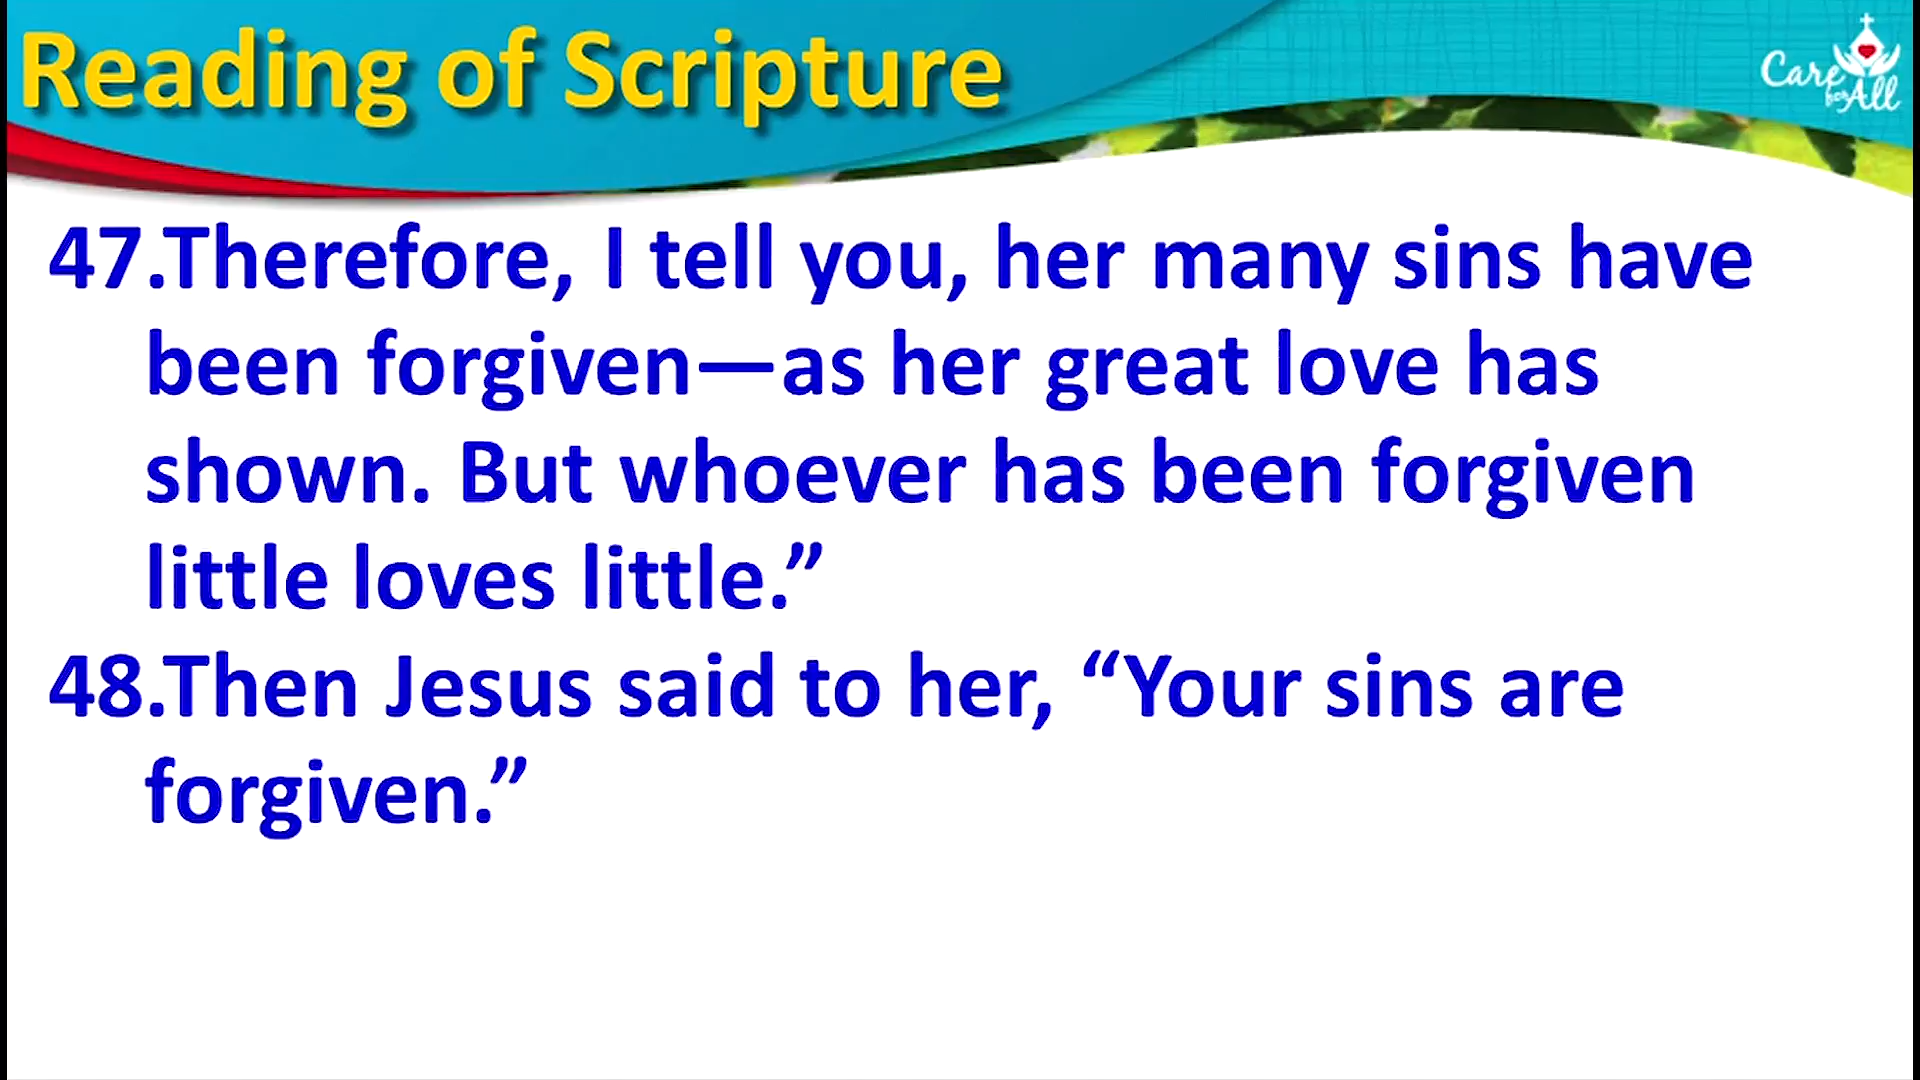 Reading of Scripture
Care
for All
47.Therefore, I tell you, her many sins have
been forgiven—as her great love has
shown. But whoever has been forgiven
little loves little.”
48.Then Jesus said to her, “Your sins are
forgiven.”